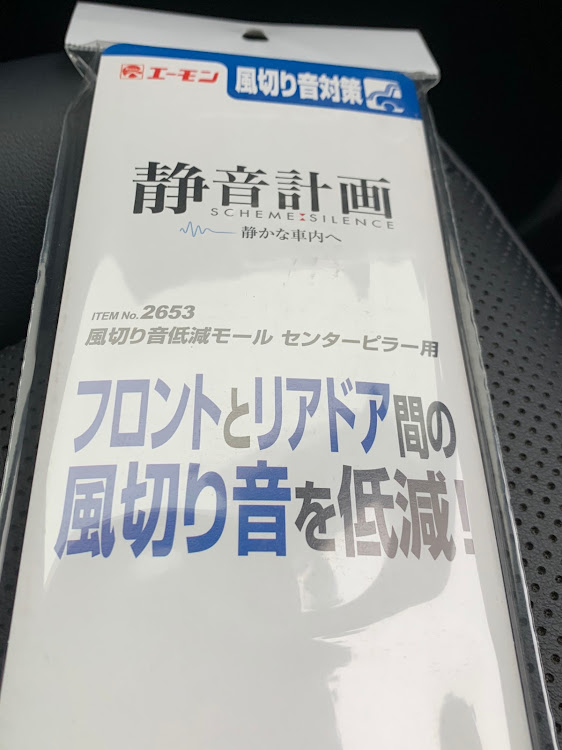 エーモン 風切り音対策
静音計画
SCHEME:SILENCE
静かな車内へ
ITEM No.2653
風切り音低減モール センターピラー用
フロントとリアドア間の
風切り音を低減!